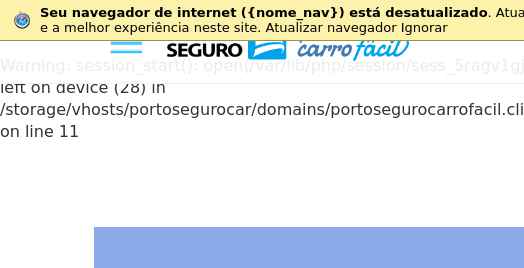 Seu navegador de internet ({nome_nav}) está desatualizado.
e a melhor experiência neste site. Atualizar navegador Ignorar
SEGURO carro fácil
Warning: session_start(): open(/var/lib/php/session/sess_5ragv1g
left on device (28) in
/storage/vhosts/portosegurocar/domains/portosegurocarrofacil.cli
on line 11